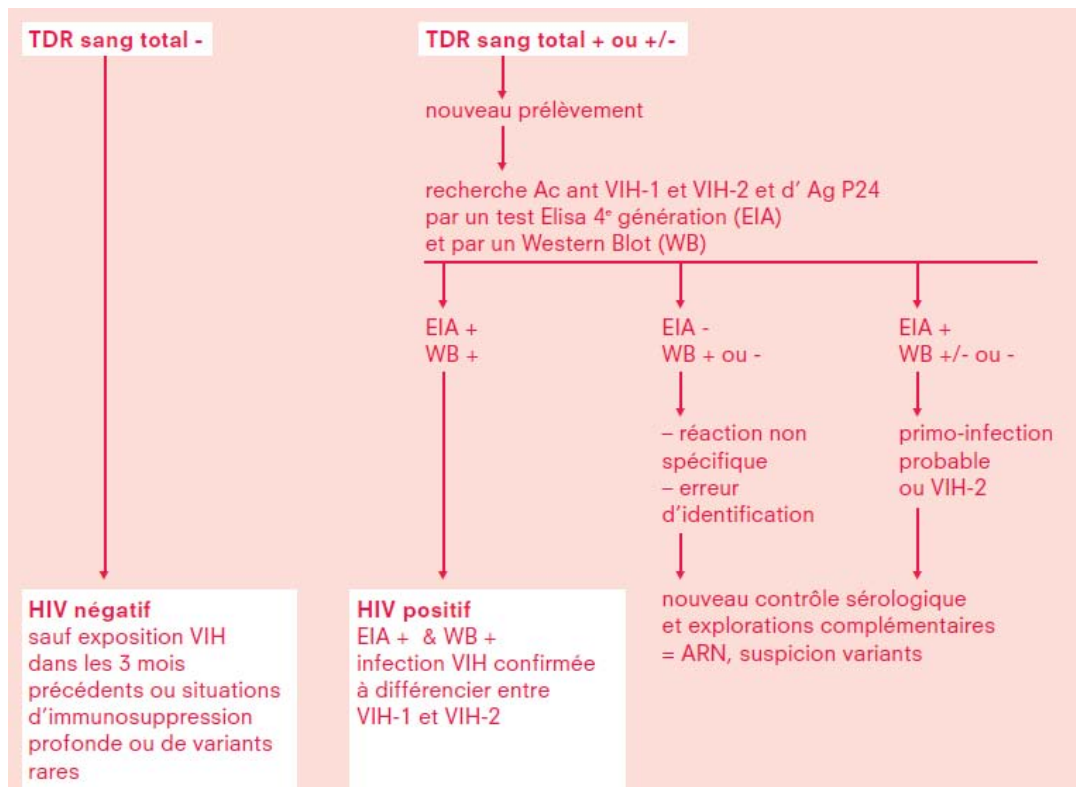 TDR sang total -
TDR sang total + ou +/-
nouveau prélèvement
recherche Ac ant VIH-1 et VIH-2 et d' Ag P24
par un test Elisa 4e génération (EIA)
et par un Western Blot (WB)
EIA +
WB +
EIA -
WB + ou -
EIA +
WB +/- ou -
– réaction non
spécifique
– erreur
d'identification
primo-infection
probable
ou VIH-2
HIV négatif
sauf exposition VIH
dans les 3 mois
précédents ou situations
d'immunosuppression
profonde ou de variants
rares
HIV positif
EIA + & WB +
infection VIH confirmée
à différencier entre
VIH-1 et VIH-2
nouveau contrôle sérologique
et explorations complémentaires
= ARN, suspicion variants